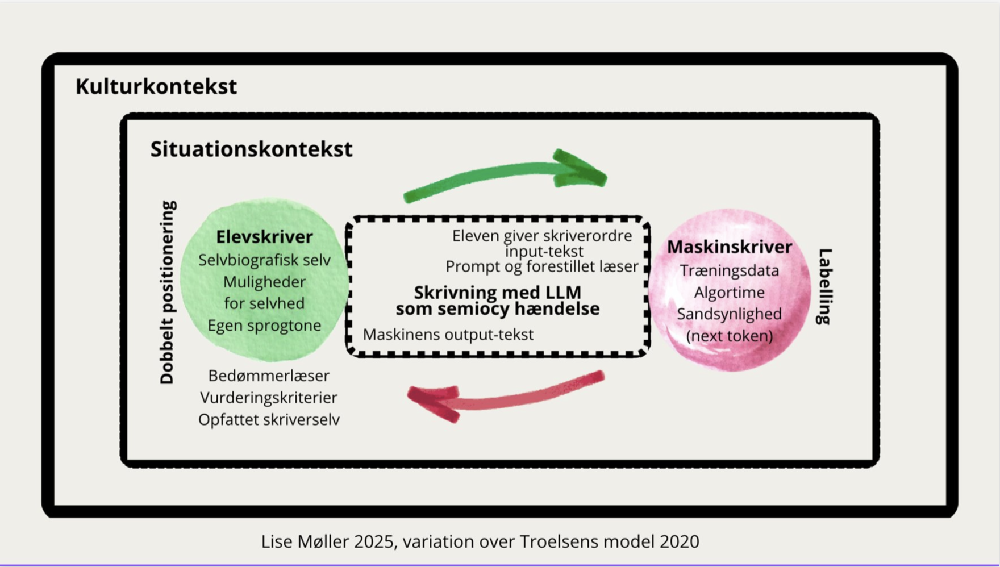 Kulturkontekst
Situationskontekst
Dobbelt positionering
Elevskriver
Selvbiografisk selv
Muligheder
for selvhed
Egen sprogtone
Bedømmerlæser
Vurderingskriterier
Opfattet skriverselv
Eleven giver skriverordre
input-tekst
Prompt og forestillet læser
Skrivning med LLM
som semiocy hændelse
Maskinens output-tekst
Maskinskriver
Træningsdata
Algortime
Sandsynlighed
(next token)
Labelling
Lise Møller 2025, variation over Troelsens model 2020